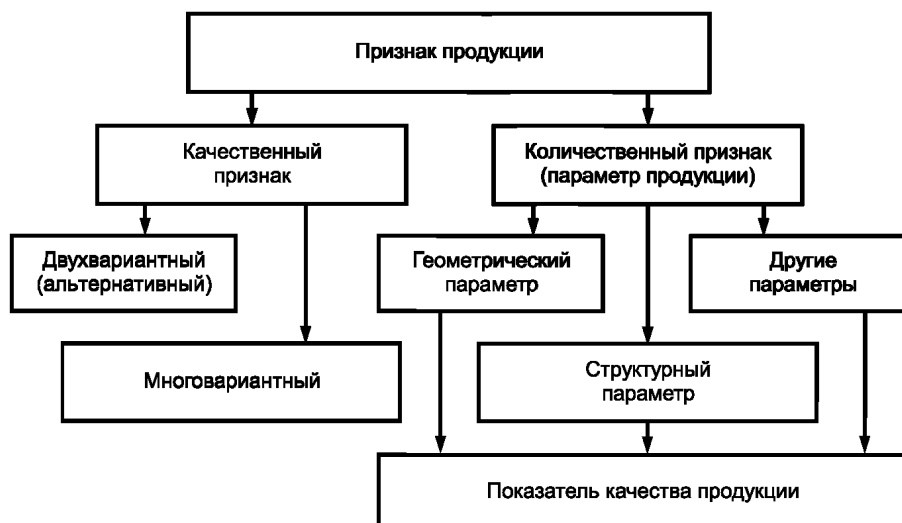 Признак продукции
Качественный
признак
Количественный признак
(параметр продукции)
Двухвариантный
(альтернативный)
Геометрический
параметр
Другие
параметры
Многовариантный
Структурный
параметр
Показатель качества продукции